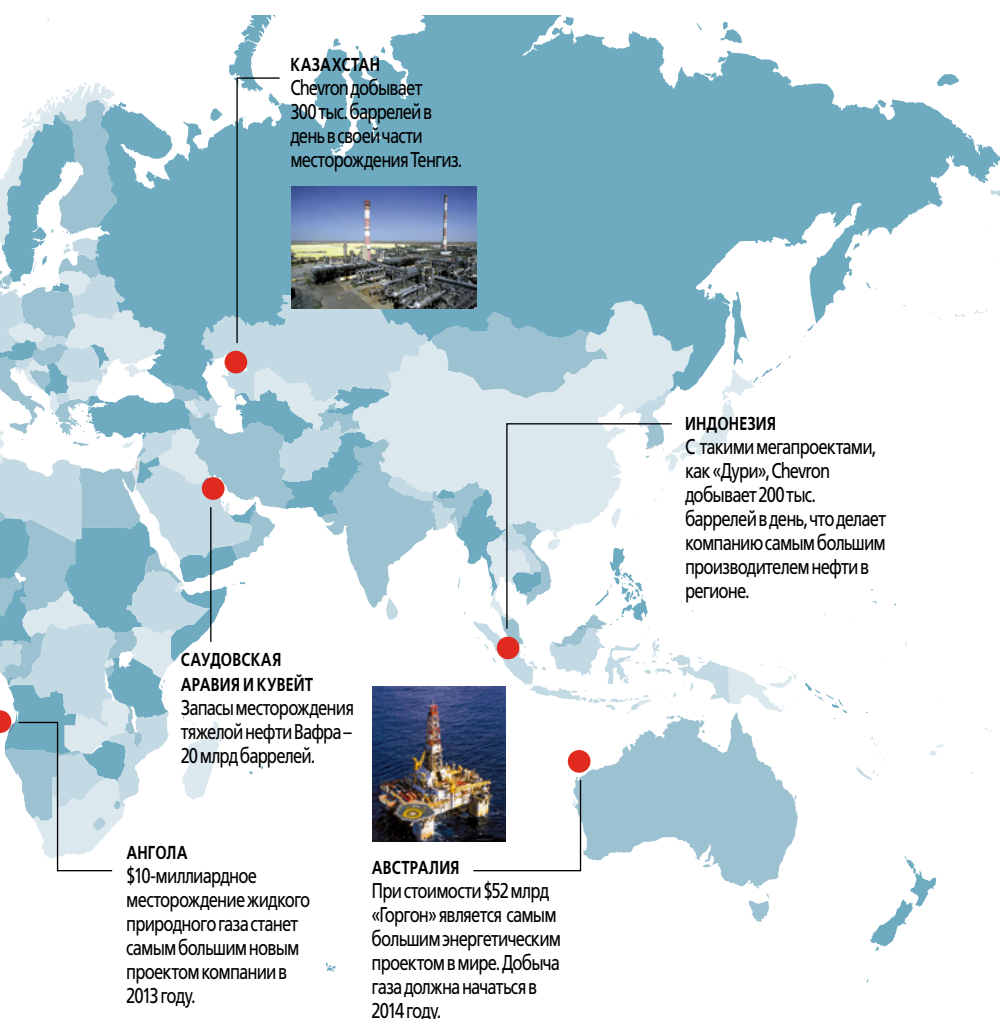 КАЗАХСТАН
Chevron добывает
300 тыс. баррелей в
день в своей части
месторождения Тенгиз.
ИНДОНЕЗИЯ
С такими мегапроектами,
как «Дури», Chevron
добывает 200 тыс.
баррелей в день, что делает
компанию самым большим
производителем нефти в
регионе.
САУДОВСКАЯ
АРАВИЯ И КУВЕЙТ
Запасы месторождения
тяжелой нефти Вафра –
20 млрд баррелей.
АНГОЛА
$10-миллиардное
месторождение жидкого
природного газа станет
самым большим новым
проектом компании в
2013 году.
АВСТРАЛИЯ
При стоимости $52 млрд
«Горгон» является самым
большим энергетическим
проектом в мире. Добыча
газа должна начаться в
2014 году.